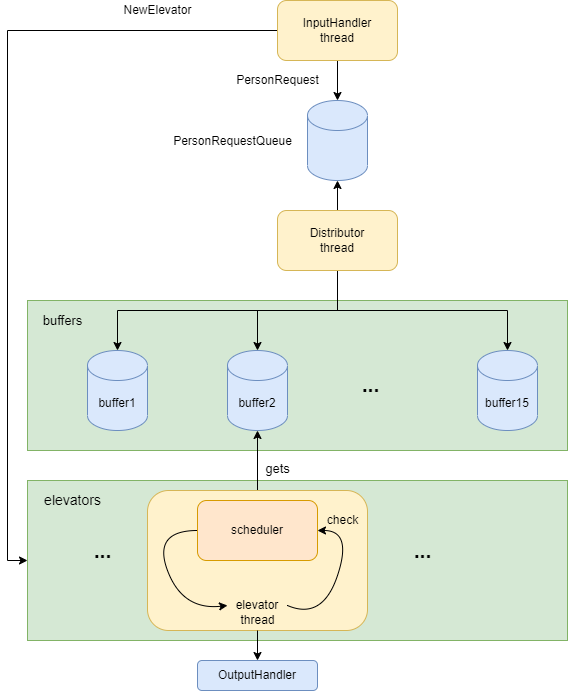 NewElevator
InputHandler
thread
PersonRequest
PersonRequestQueue
Distributor
thread
buffers
buffer1
buffer2
...
buffer15
gets
elevators
scheduler
check
...
...
elevator
thread
OutputHandler